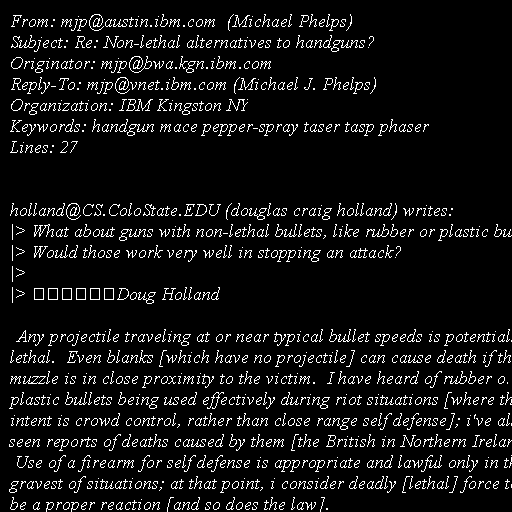 From: mjp@austin.ibm.com  (Michael Phelps)
Subject: Re: Non-lethal alternatives to handguns?
Originator: mjp@bwa.kgn.ibm.com
Reply-To: mjp@vnet.ibm.com (Michael J. Phelps)
Organization: IBM Kingston NY
Keywords: handgun mace pepper-spray taser tasp phaser
Lines: 27
holland@CS.ColoState.EDU (douglas craig holland) writes:
|> What about guns with non-lethal bullets, like rubber or plastic
|> Would those work very well in stopping an attack?
|>
|> □□□□□□Doug Holland
Any projectile traveling at or near typical bullet speeds is
lethal.  Even blanks [which have no projectile] can cause death if
muzzle is in close proximity to the victim.  I have heard of rubber
plastic bullets being used effectively during riot situations [where
intent is crowd control, rather than close range self defense]; i've
seen reports of deaths caused by them [the British in Northern
Use of a firearm for self defense is appropriate and lawful only in
gravest of situations; at that point, i consider deadly [lethal] force
be a proper reaction [and so does the law].